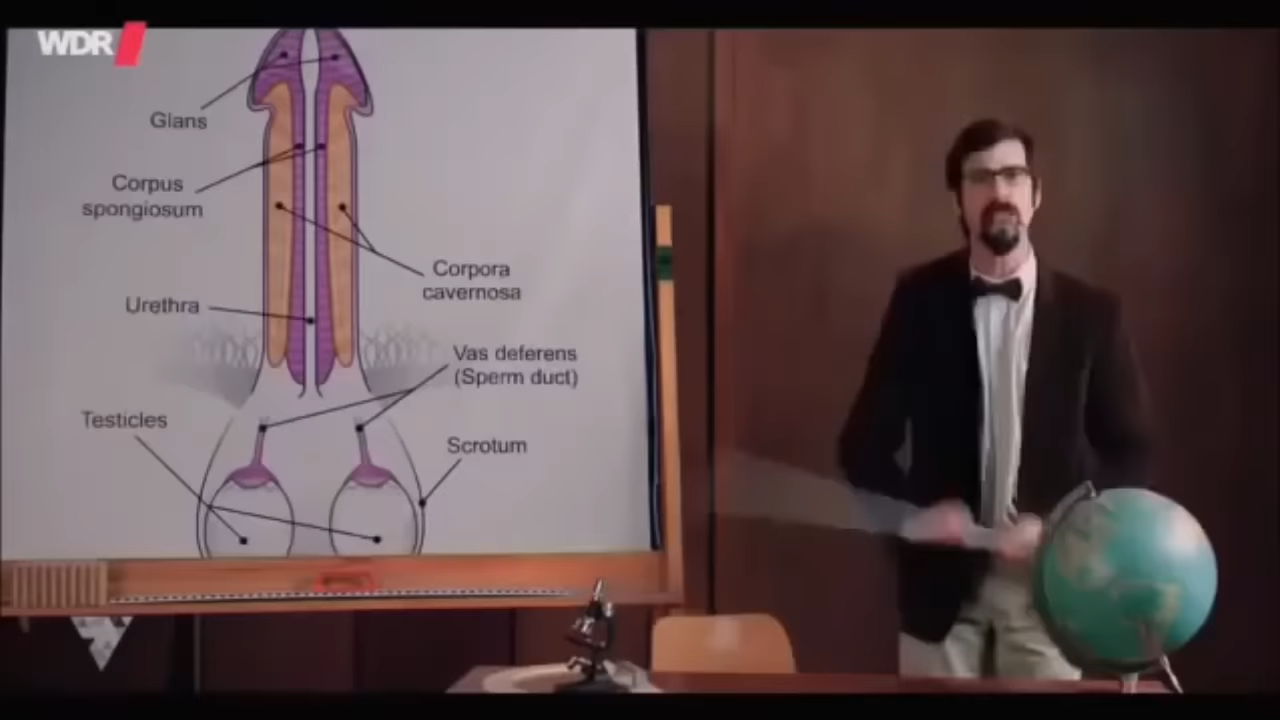 WDR
Glans
Corpus
spongiosum
Corpora
cavernosa
Urethra
Vas deferens
(Sperm duct)
Testicles
Scrotum